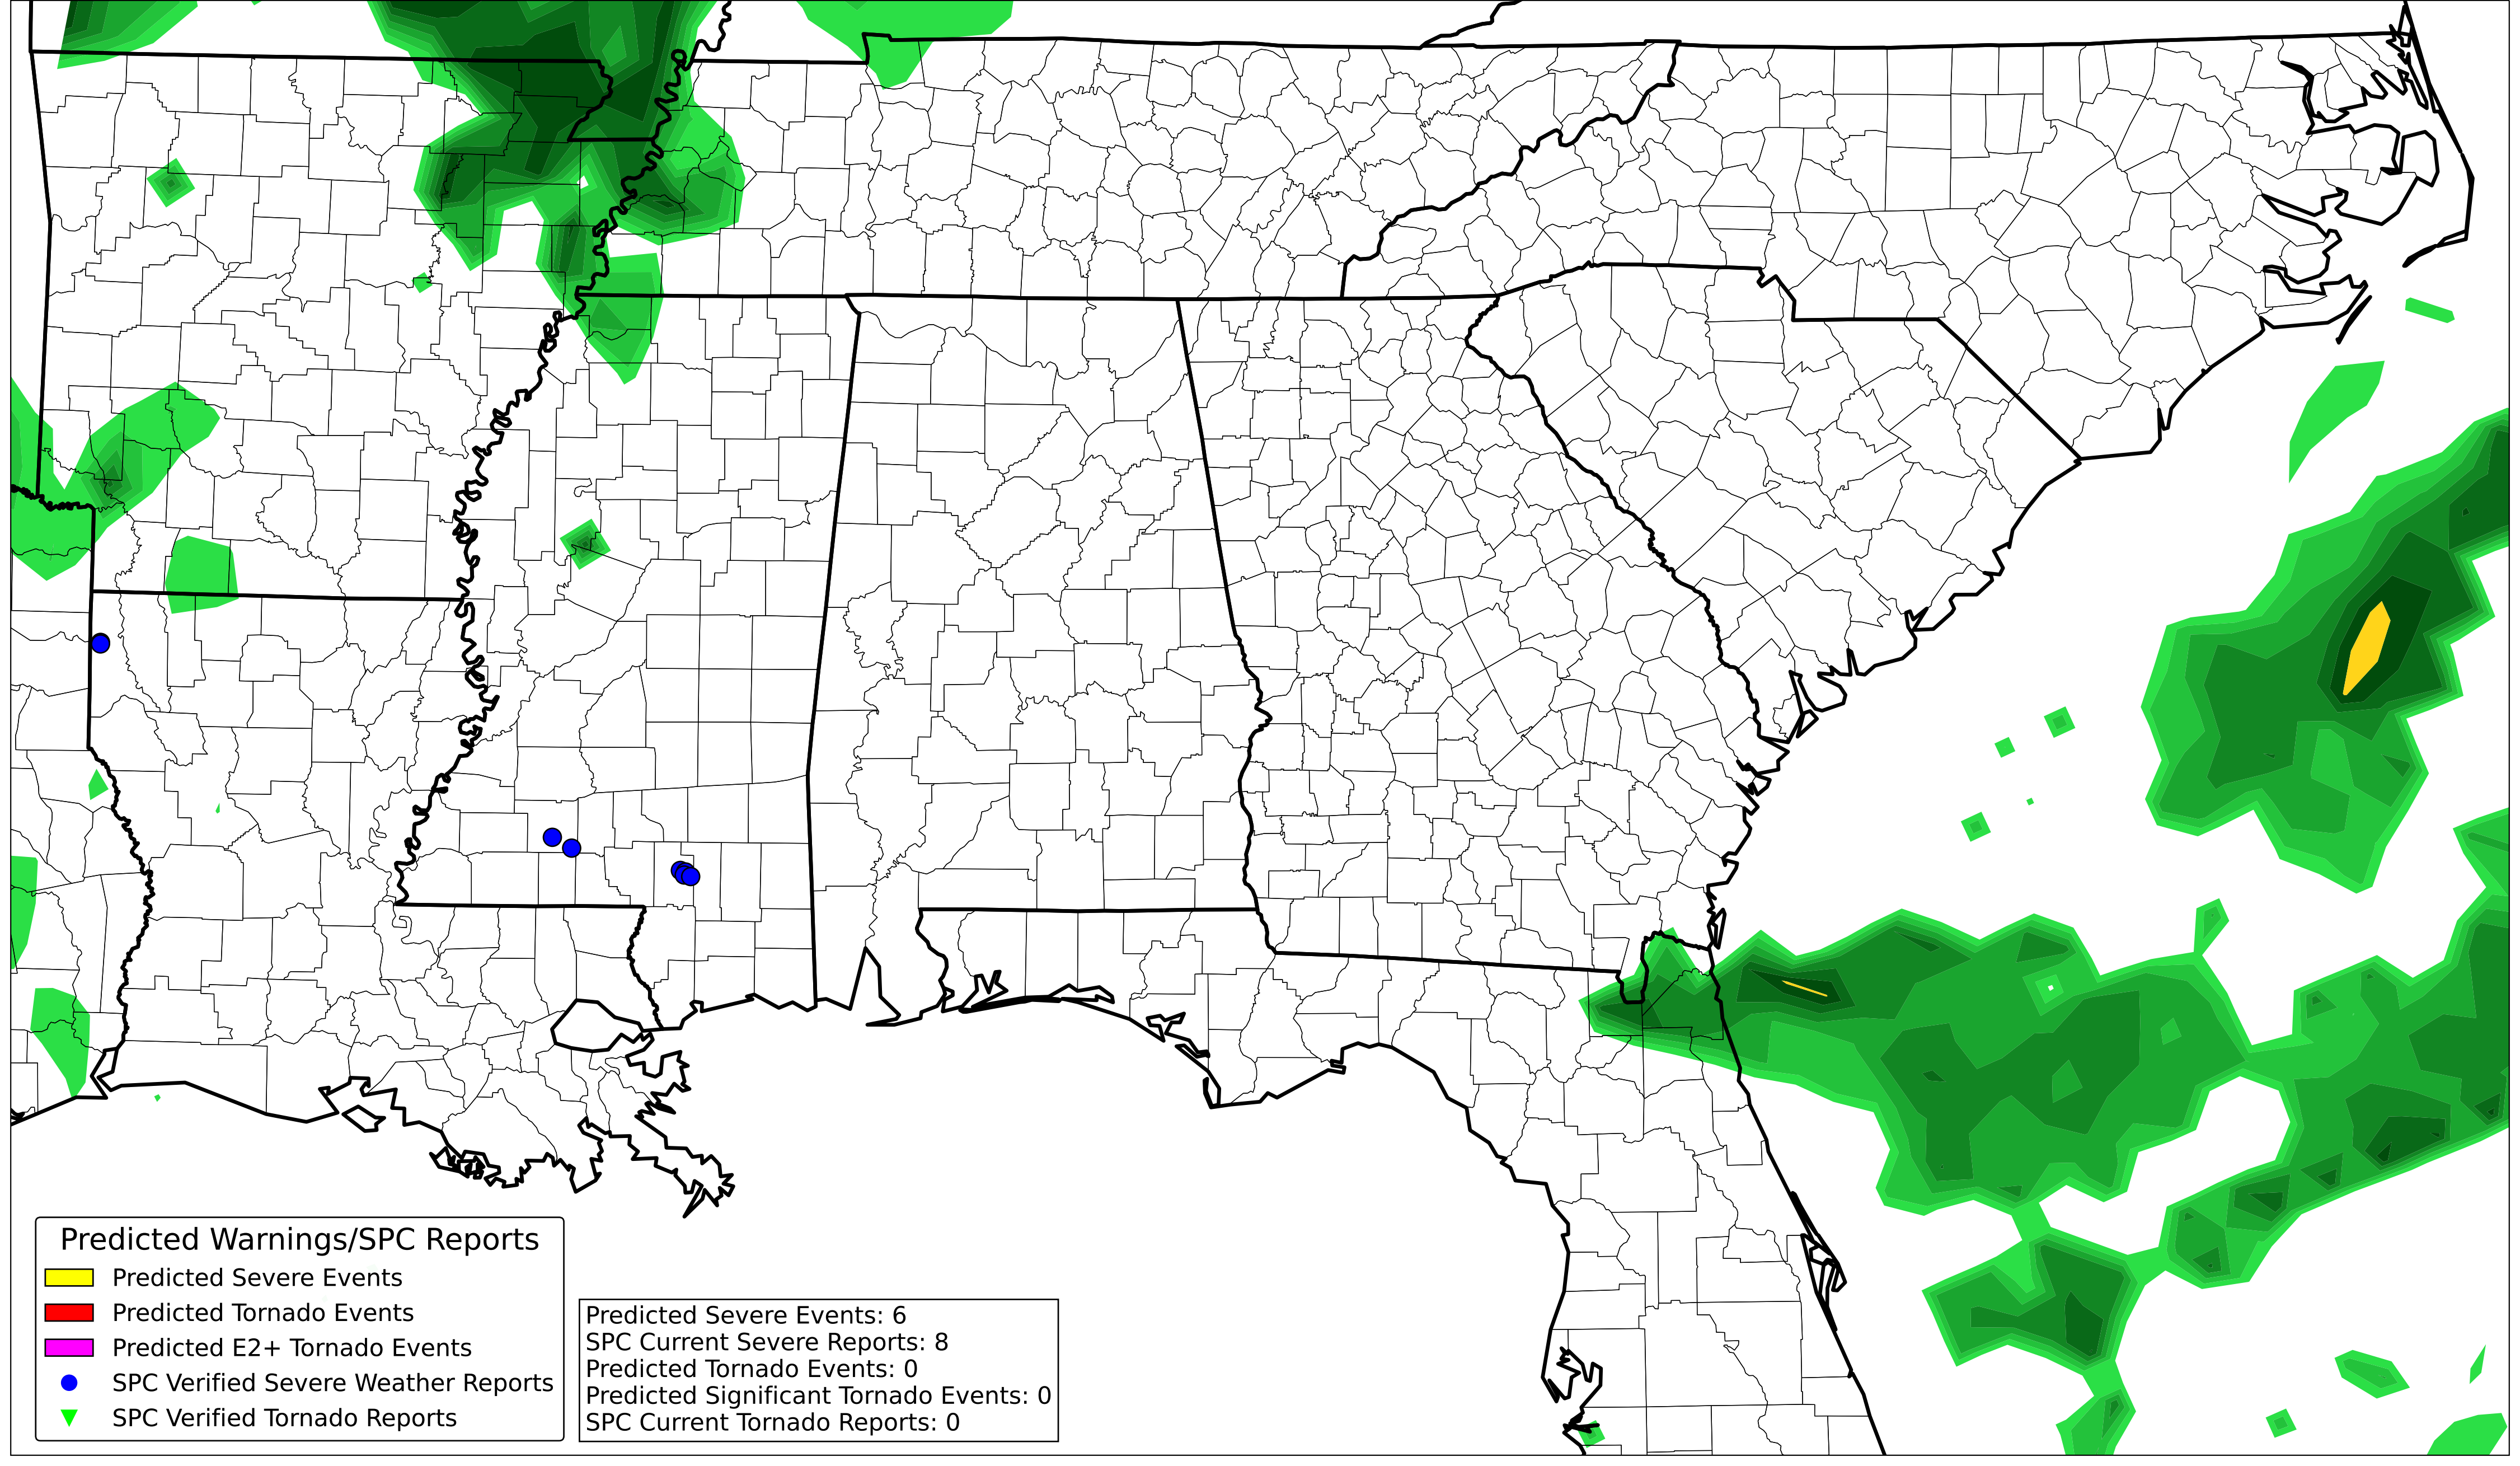 Predicted Warnings/SPC Reports
Predicted Severe Events
Predicted Tornado Events
Predicted E2+ Tornado Events
SPC Verified Severe Weather Reports
SPC Verified Tornado Reports
Predicted Severe Events: 6
SPC Current Severe Reports: 8
Predicted Tornado Events: 0
Predicted Significant Tornado Events: 0
SPC Current Tornado Reports: 0